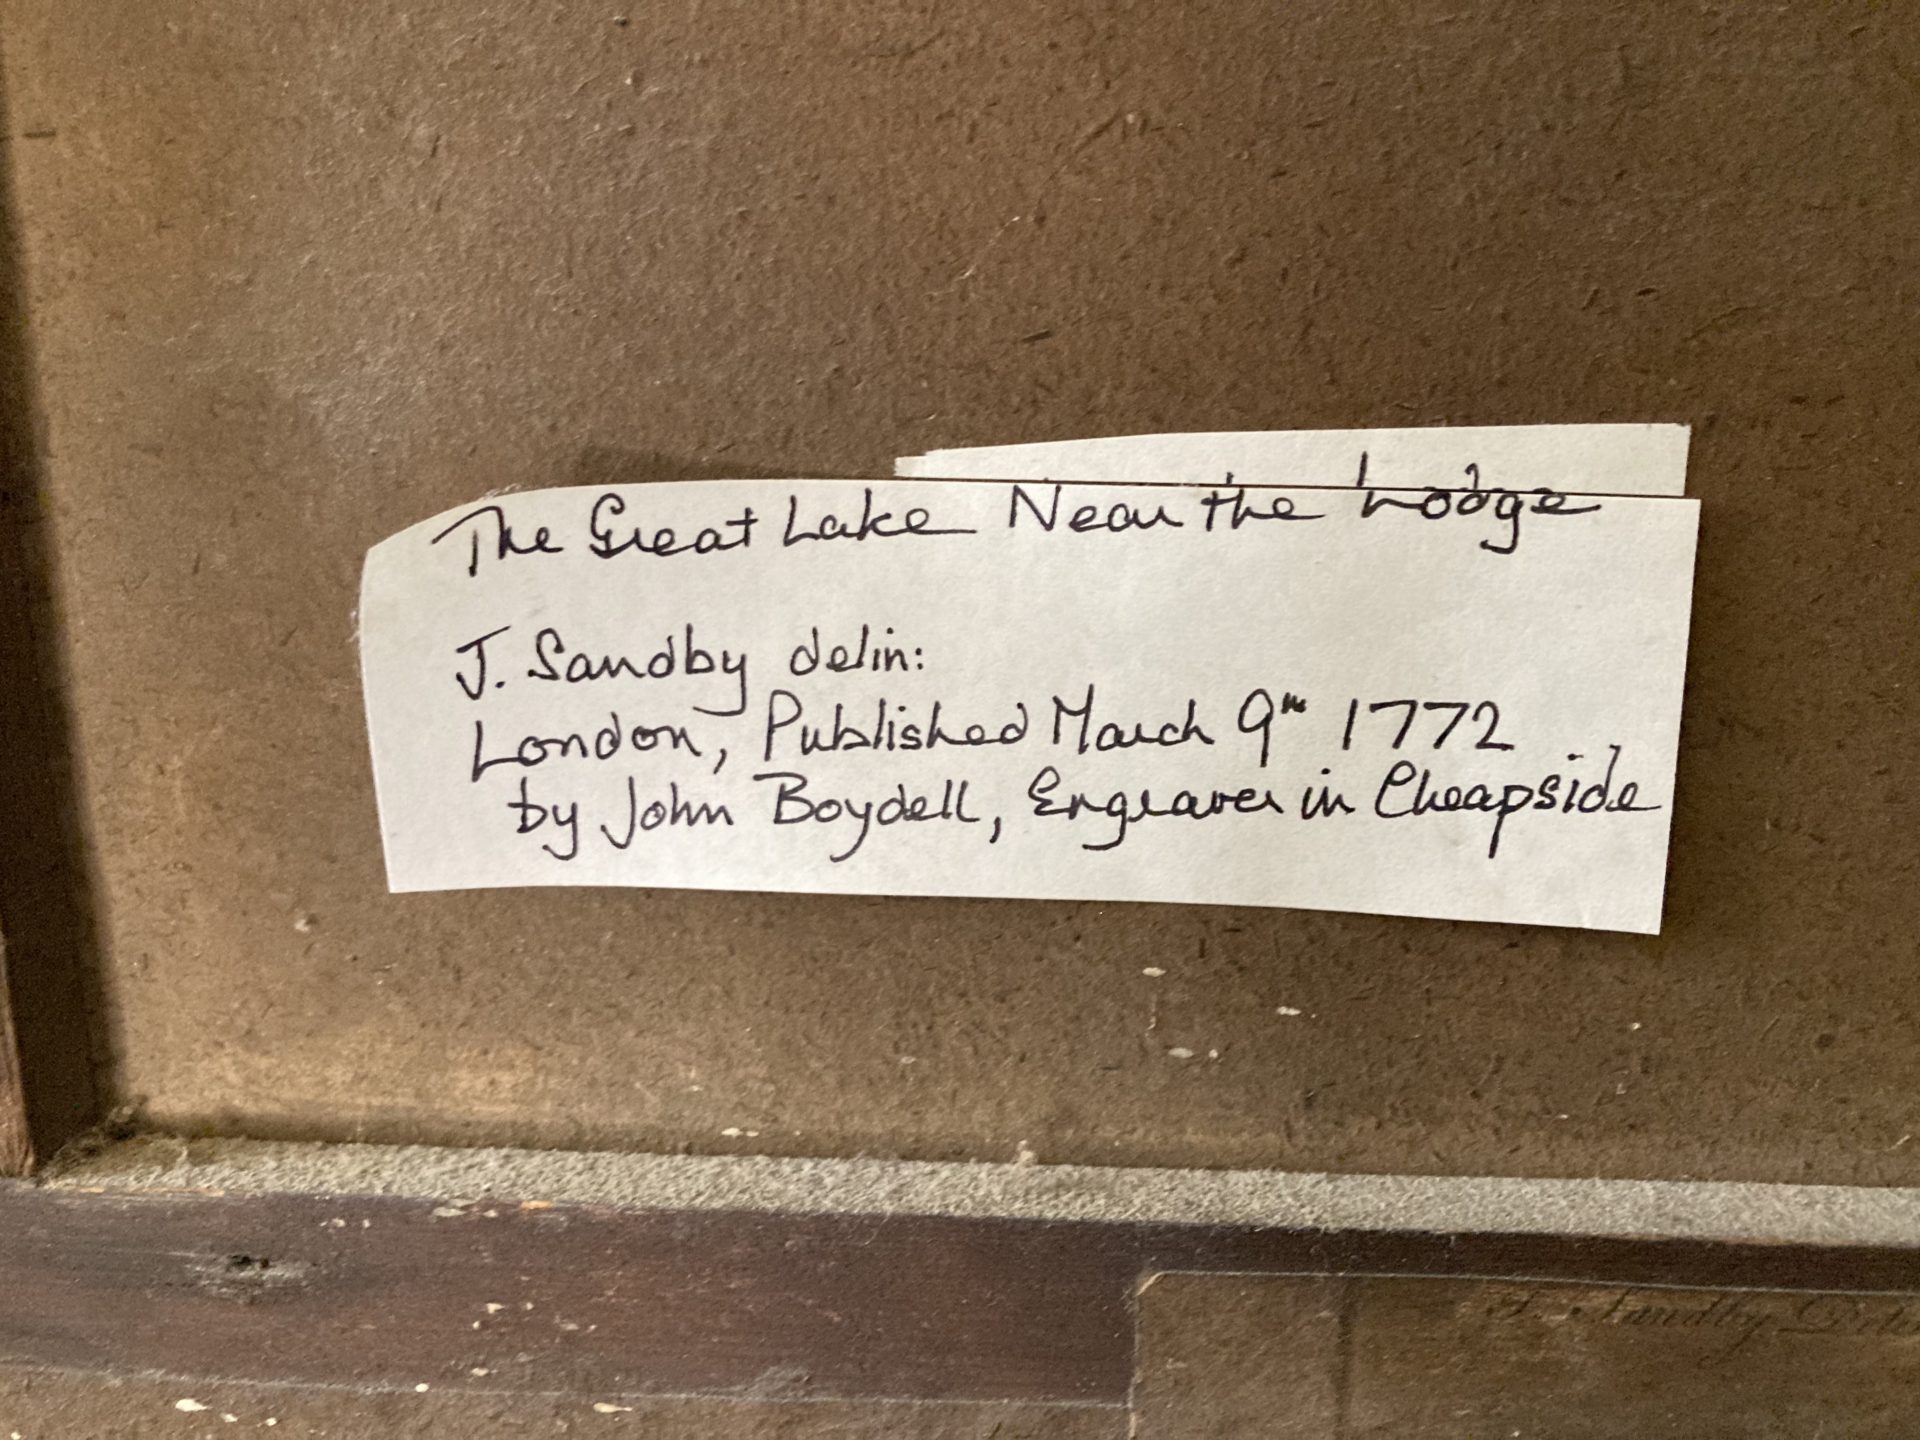 The Great Lake Near the Lodge
J. Sandby delin:
London, Published March 9th 1772
by John Boydell, Engraver in Cheapside
Sandby